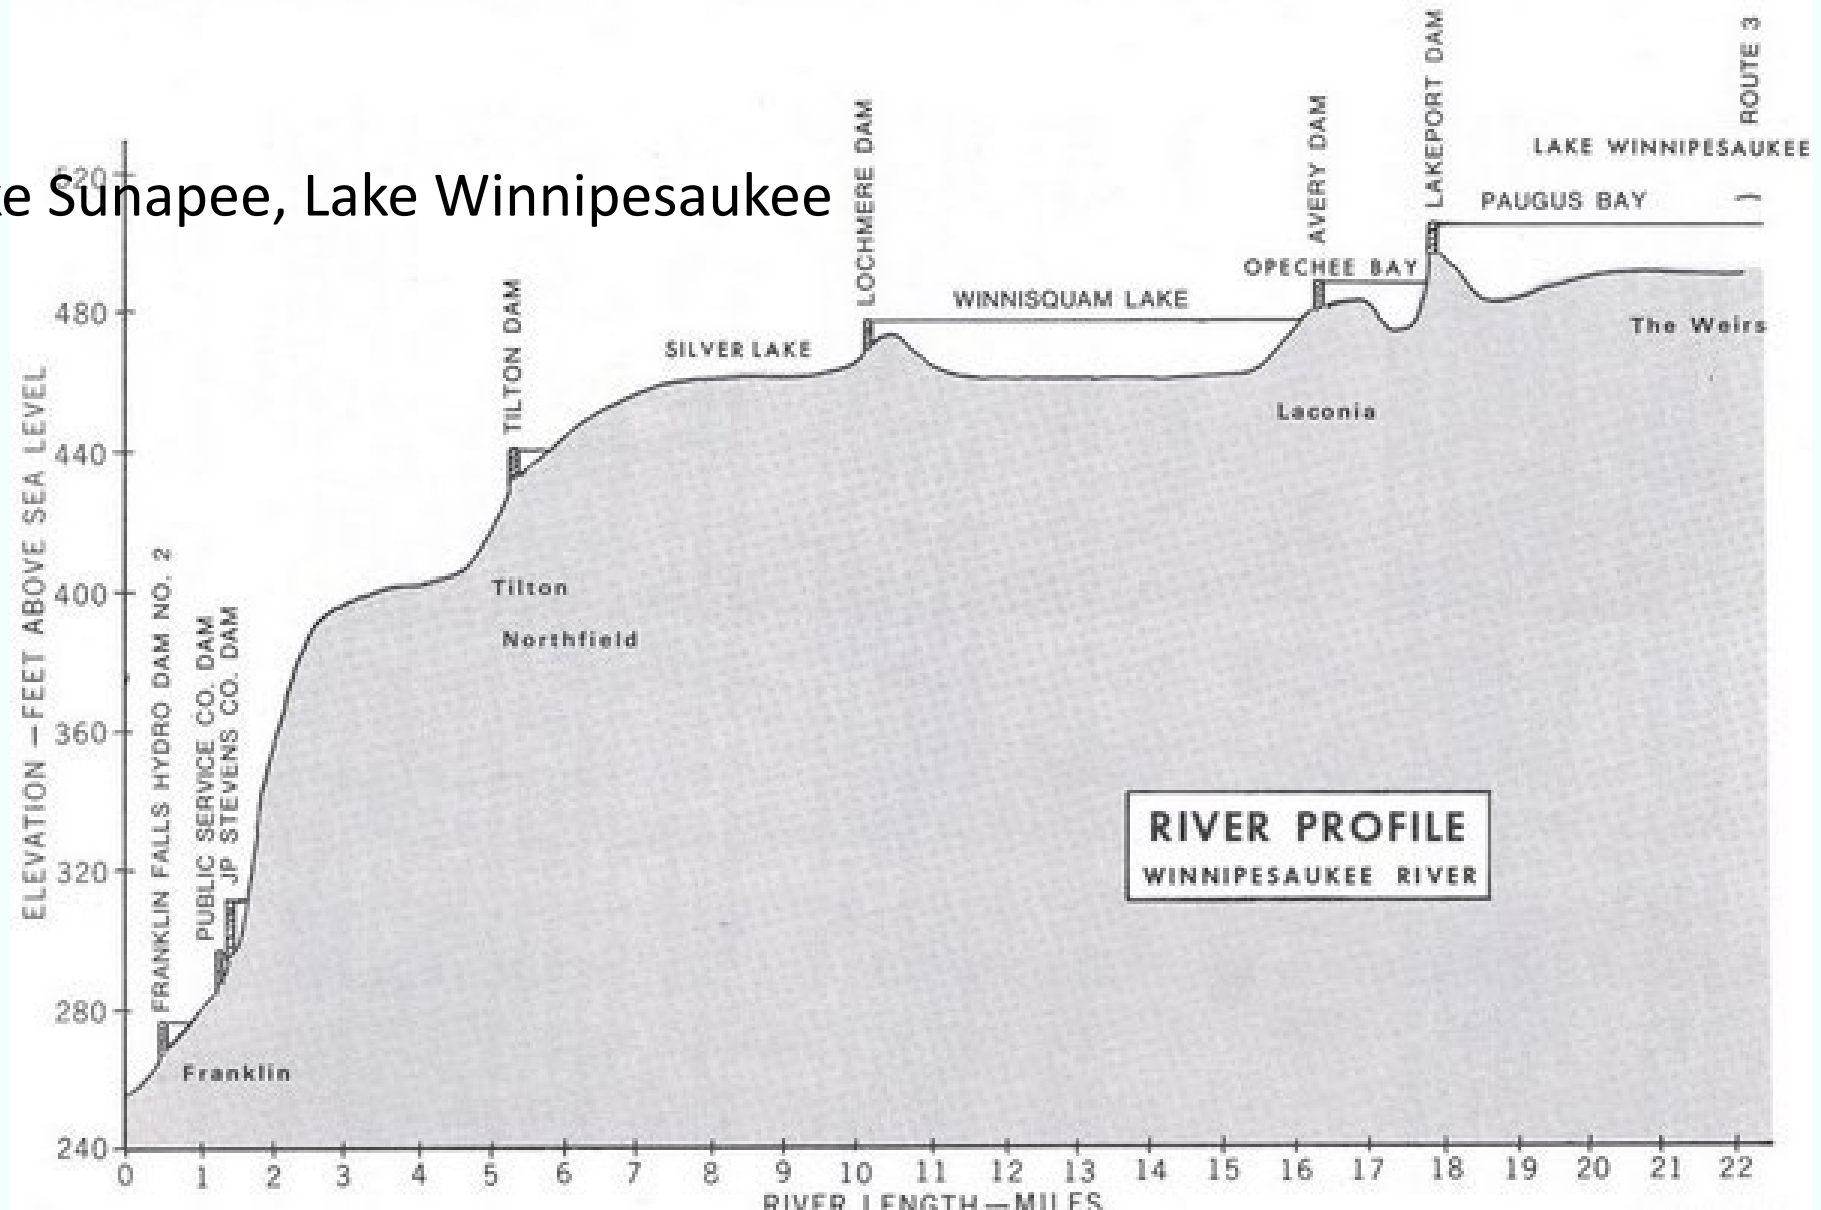 ROUTE 3
LAKEPORT DAM
AVERY DAM
LOCHMERE DAM
LAKE WINNIPESAUKEE
520
Sunapee, Lake Winnipesaukee
PAUGUS BAY
OPECHEE BAY
TILTON DAM
WINNISQUAM LAKE
480
The Weirs
SILVER LAKE
Laconia
440
ELEVATION — FEET ABOVE SEA LEVEL
400
Tilton
Northfield
FRANKLIN FALLS HYDRO DAM NO. 2
PUBLIC SERVICE CO. DAM
JP STEVENS CO. DAM
360
RIVER PROFILE
WINNIPESAUKEE RIVER
320
280
Franklin
240
0 1 2 3 4 5 6 7 8 9 10 11 12 13 14 15 16 17 18 19 20 21 22
RIVER LENGTH — MILES